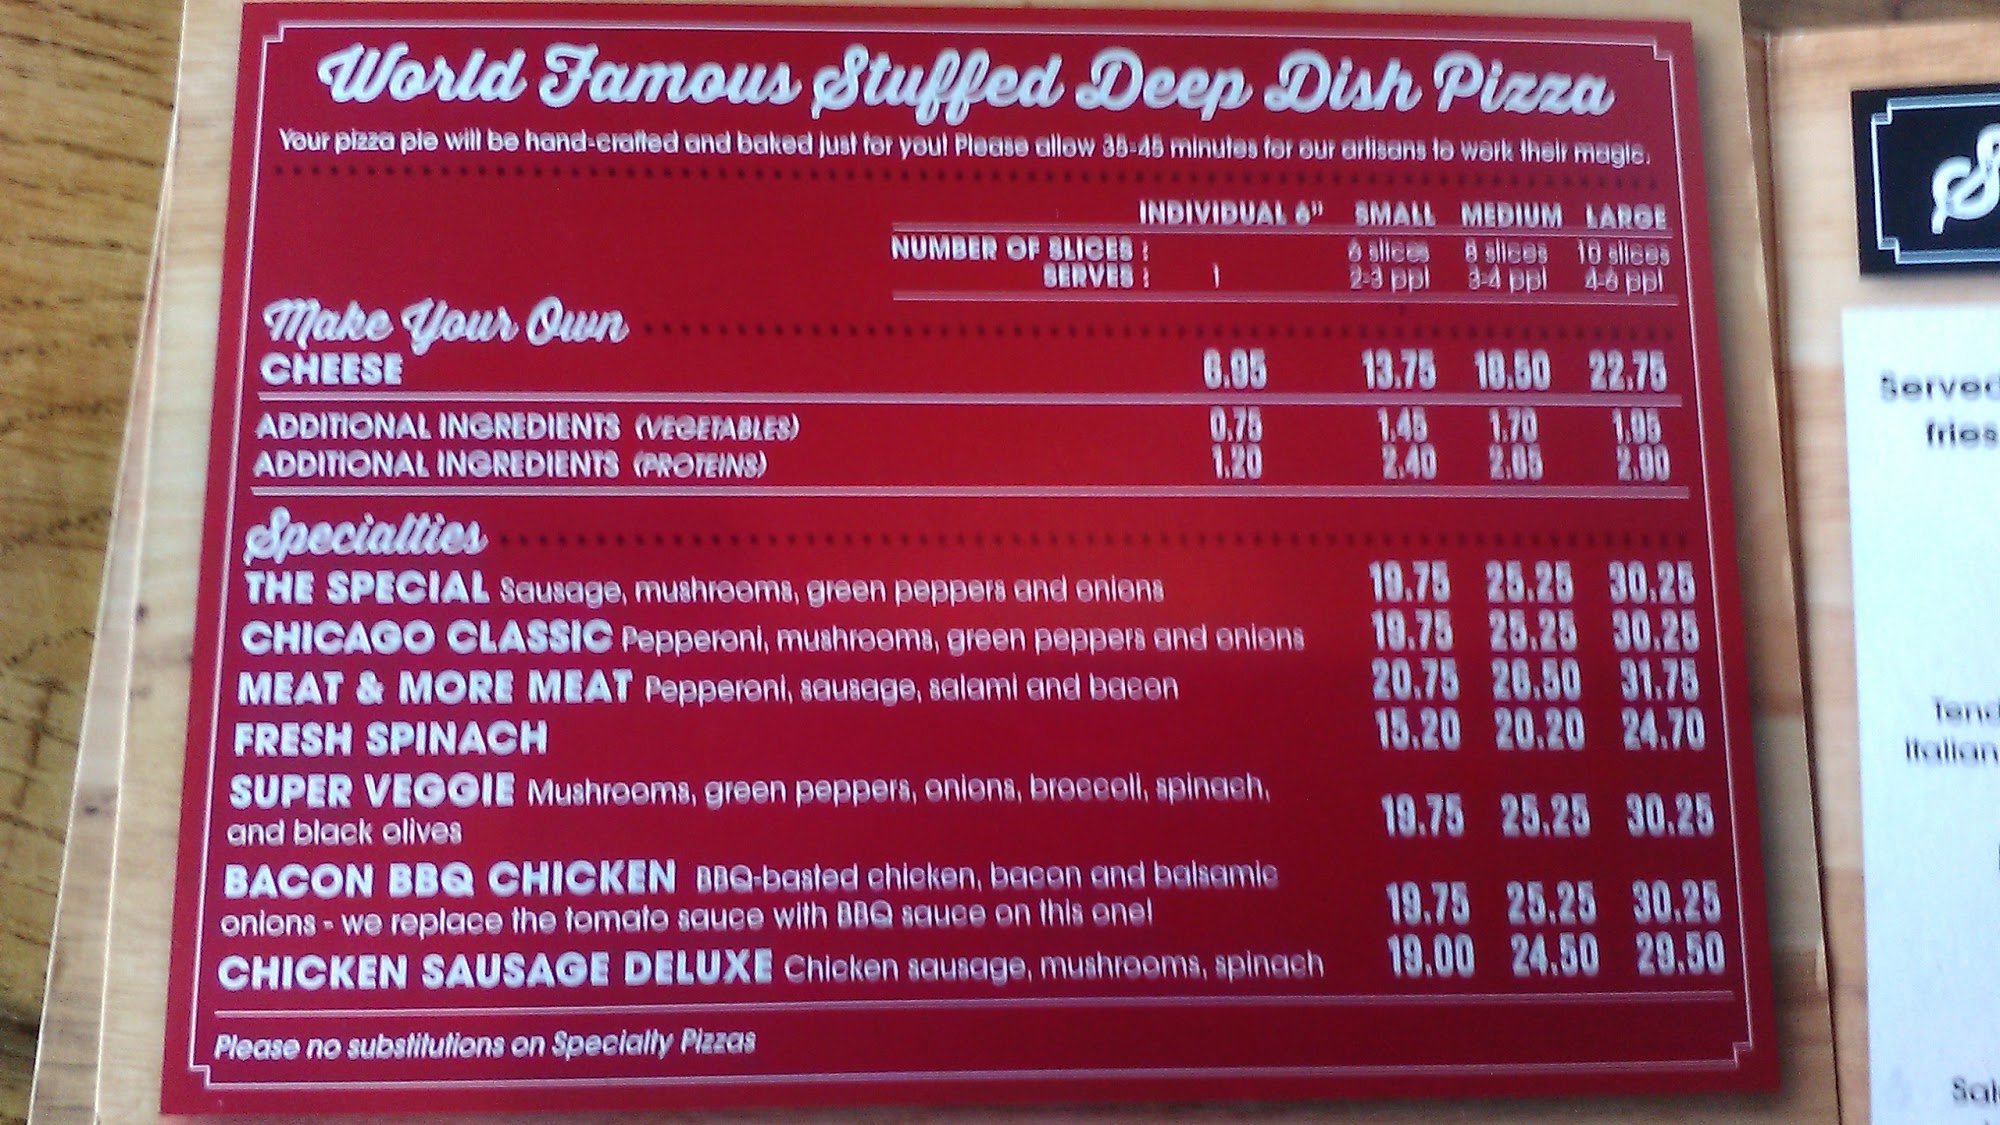 World Famous Stuffed Deep Dish Pizza
Your pizza pie will be hand-crafted and baked just for you! Please allow 35-45 minutes for our artisans to work their magic.
INDIVIDUAL 6" SMALL MEDIUM LARGE
NUMBER OF SLICES : 6 slices 8 slices 10 slices
SERVES : 1 2-3 ppl 3-4 ppl 4-6 ppl
Make Your Own
CHEESE 6.95 13.75 18.50 22.75
ADDITIONAL INGREDIENTS (VEGETABLES) 0.75 1.45 1.70 1.95
ADDITIONAL INGREDIENTS (PROTEINS) 1.20 2.40 2.65 2.90
Specialties
THE SPECIAL Sausage, mushrooms, green peppers and onions 19.75 25.25 30.25
CHICAGO CLASSIC Pepperoni, mushrooms, green peppers and onions 19.75 25.25 30.25
MEAT & MORE MEAT Pepperoni, sausage, salami and bacon 20.75 26.50 31.75
FRESH SPINACH 15.20 20.20 24.70
SUPER VEGGIE Mushrooms, green peppers, onions, broccoli, spinach,
and black olives 19.75 25.25 30.25
BACON BBQ CHICKEN BBQ-basted chicken, bacon and balsamic
onions - we replace the tomato sauce with BBQ sauce on this one! 19.75 25.25 30.25
CHICKEN SAUSAGE DELUXE Chicken sausage, mushrooms, spinach 19.00 24.50 29.50
Please no substitutions on Specialty Pizzas
Served
fries
Tend
Italian